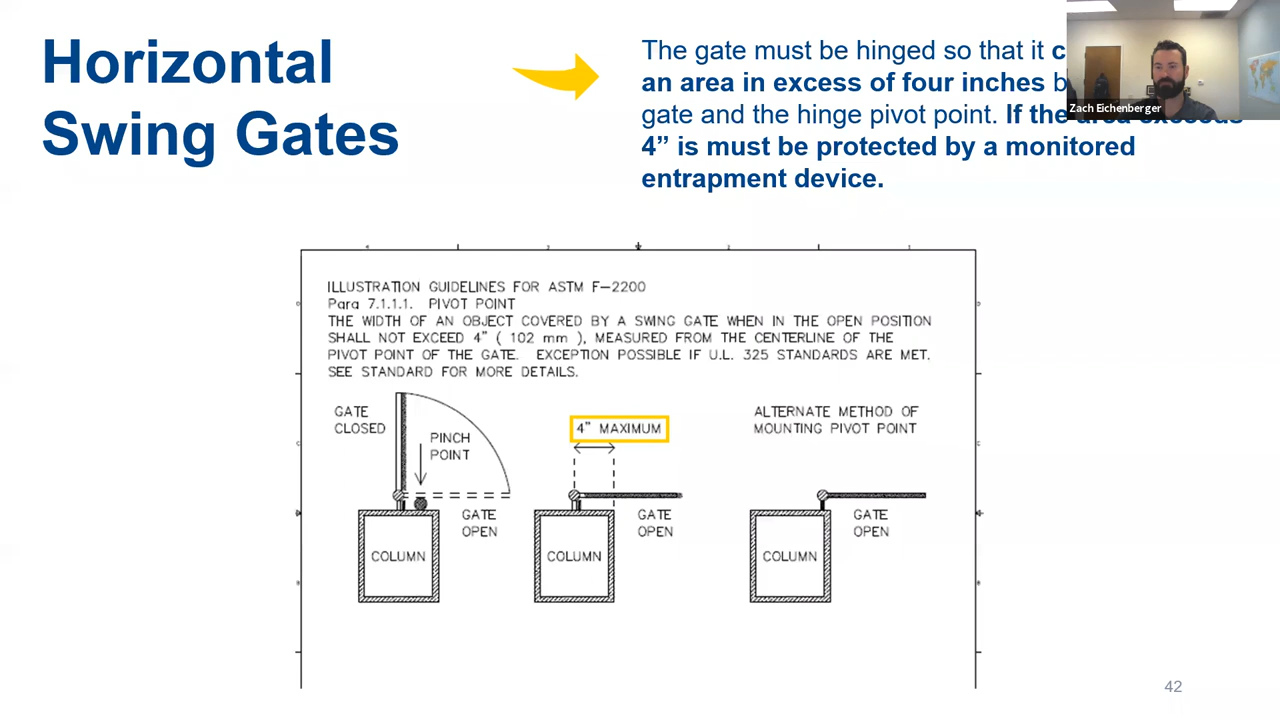 Horizontal
Swing Gates
The gate must be hinged so that it
an area in excess of four inches
gate and the hinge pivot point. If the area exceeds
4” is must be protected by a monitored
entrapment device.
Zach Eichenberger
ILLUSTRATION GUIDELINES FOR ASTM F-2200
Para 7.1.1.1. PIVOT POINT
THE WIDTH OF AN OBJECT COVERED BY A SWING GATE WHEN IN THE OPEN POSITION
SHALL NOT EXCEED 4" ( 102 mm ), MEASURED FROM THE CENTERLINE OF THE
PIVOT POINT OF THE GATE. EXCEPTION POSSIBLE IF U.L. 325 STANDARDS ARE MET.
SEE STANDARD FOR MORE DETAILS.
GATE
CLOSED
PINCH
POINT
GATE
OPEN
COLUMN
4" MAXIMUM
GATE
OPEN
COLUMN
ALTERNATE METHOD OF
MOUNTING PIVOT POINT
GATE
OPEN
COLUMN
42